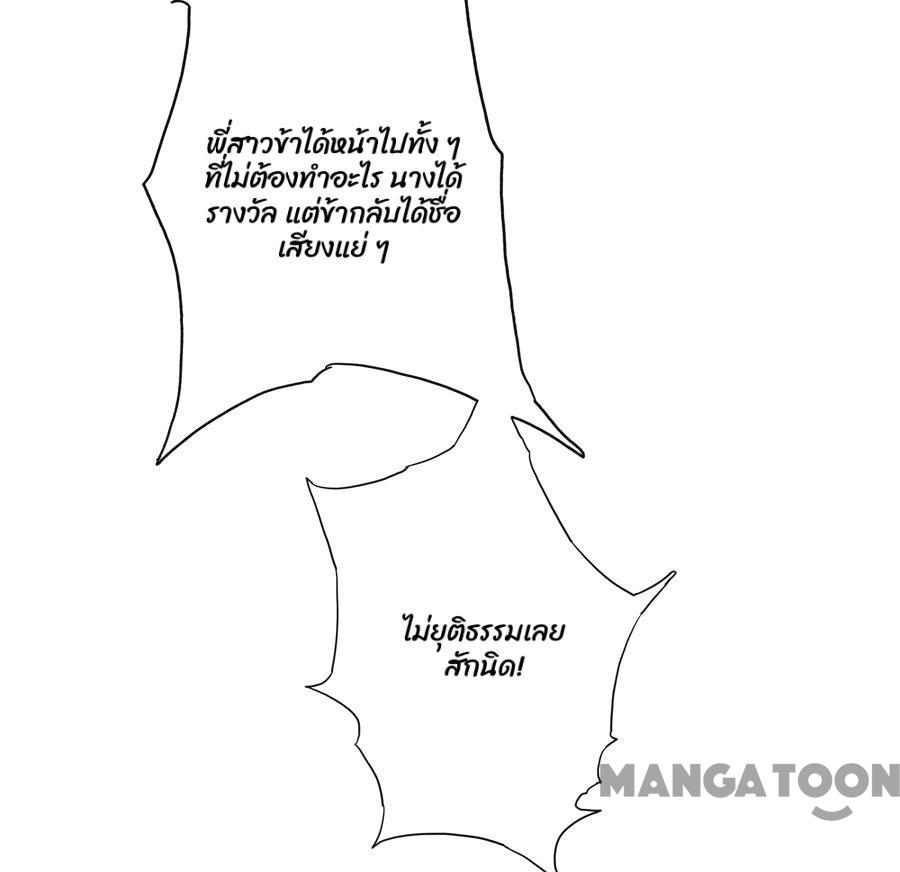 พี่สาวข้าได้หน้าไปทั้ง ๆ
ที่ไม่ต้องทำอะไร นางได้
รางวัล แต่ข้ากลับได้ชื่อ
เสียงแย่ ๆ
ไม่ยุติธรรมเลย
สักนิด!
MANGATOON